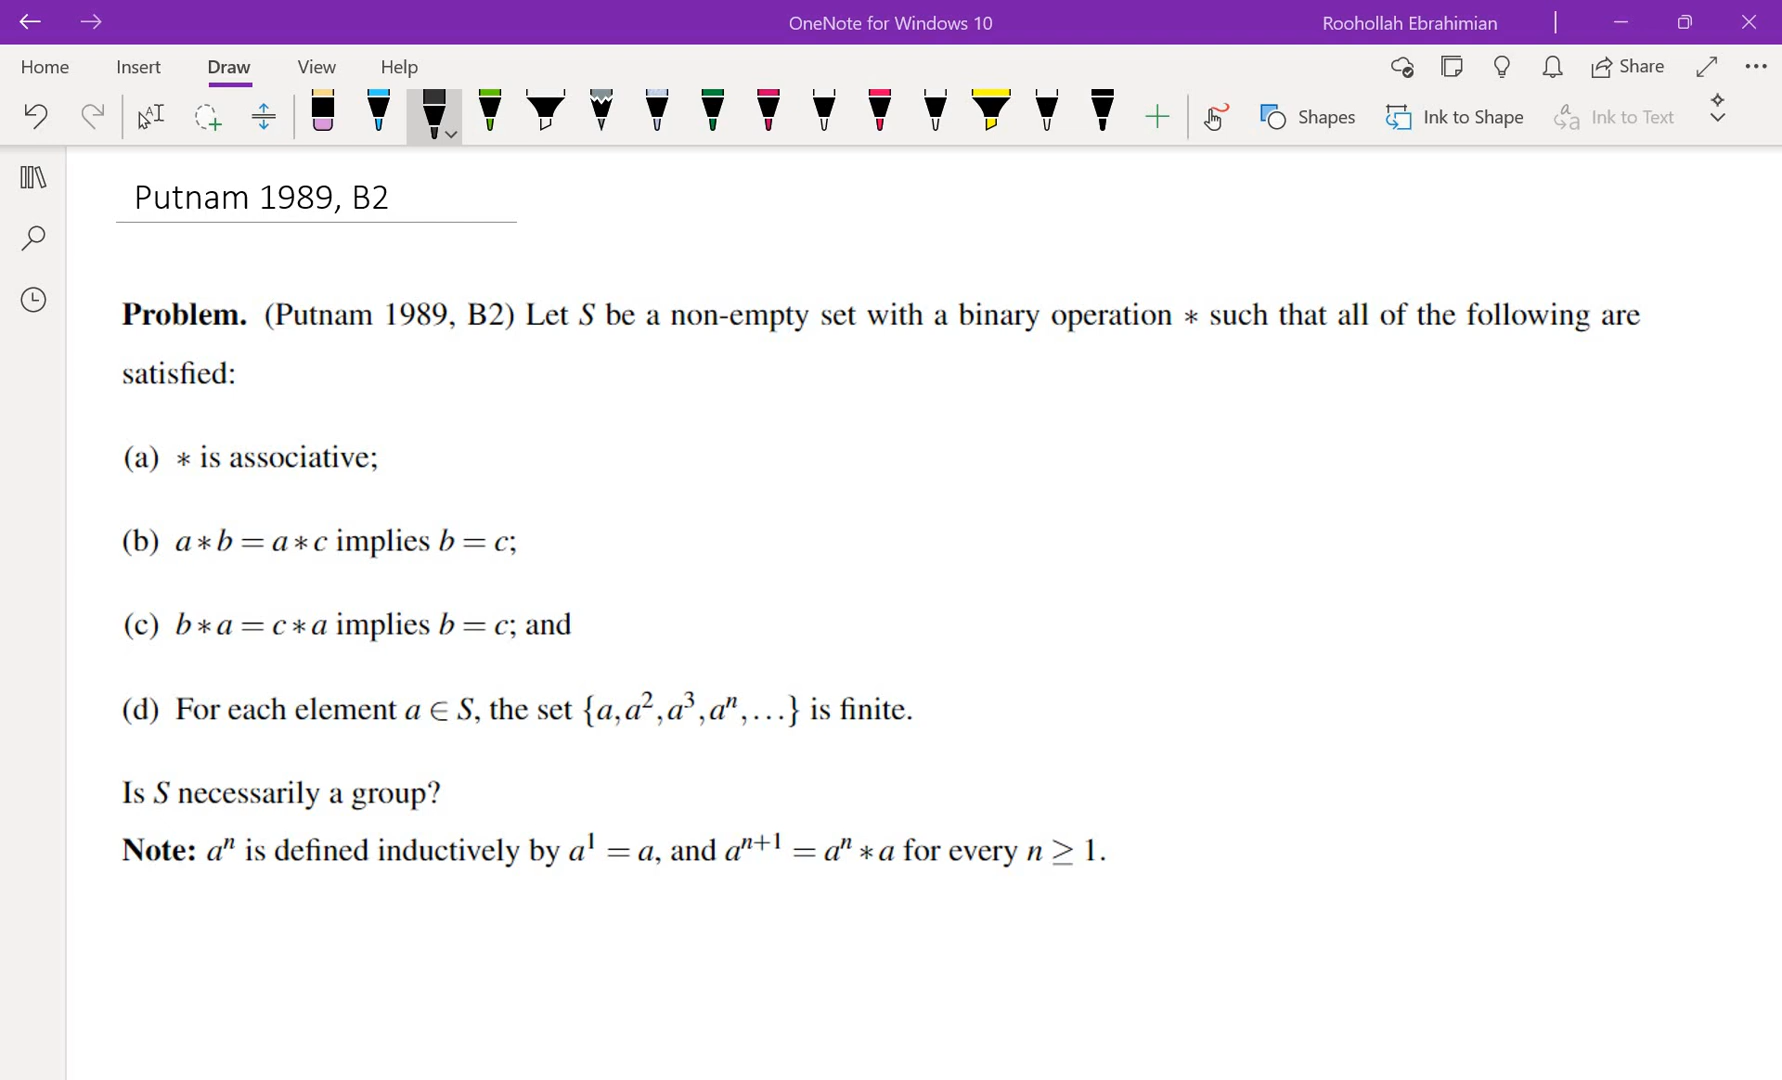 OneNote for Windows 10
Roohollah Ebrahimian
Home Insert Draw View Help
Share
Shapes Ink to Shape Ink to Text
Putnam 1989, B2
Problem. (Putnam 1989, B2) Let S be a non-empty set with a binary operation ∗ such that all of the following are
satisfied:
(a) ∗ is associative;
(b) a∗b = a∗c implies b = c;
(c) b∗a = c∗a implies b = c; and
(d) For each element a ∈ S, the set {a, a², a³, aⁿ, ...} is finite.
Is S necessarily a group?
Note: aⁿ is defined inductively by a¹ = a, and aⁿ⁺¹ = aⁿ ∗ a for every n ≥ 1.